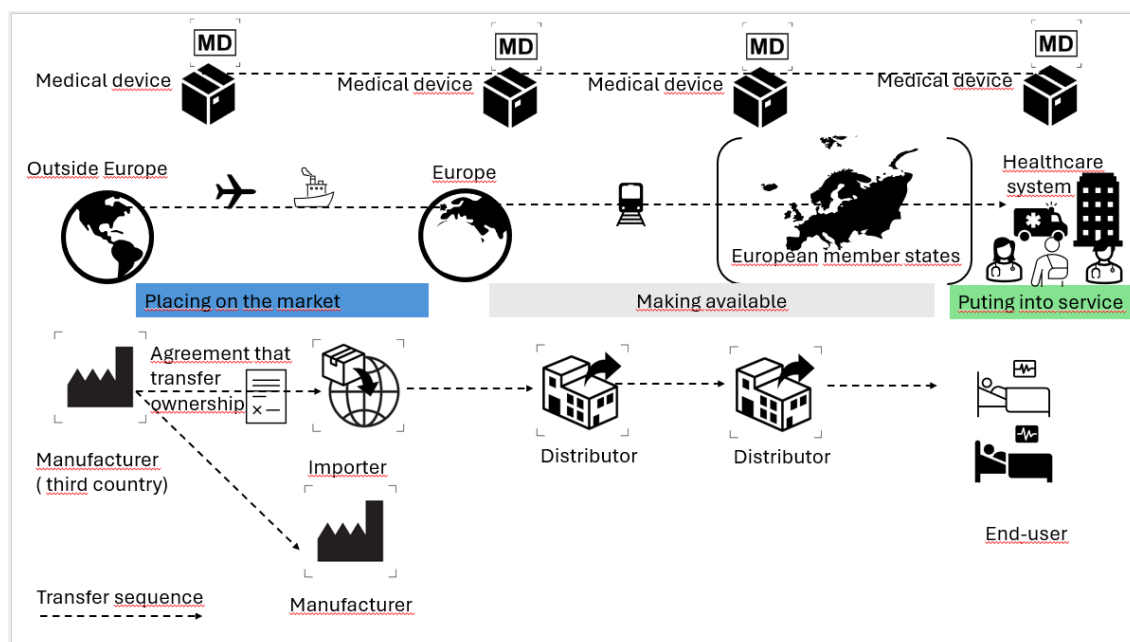 MD
MD
MD
MD
Medical device
Medical device
Medical device
Medical device
Outside Europe
Europe
Healthcare
system
European member states
Placing on the market
Making available
Puting into service
Agreement that
transfer
ownership
Manufacturer
( third country)
Importer
Distributor
Distributor
End-user
Manufacturer
Transfer sequence